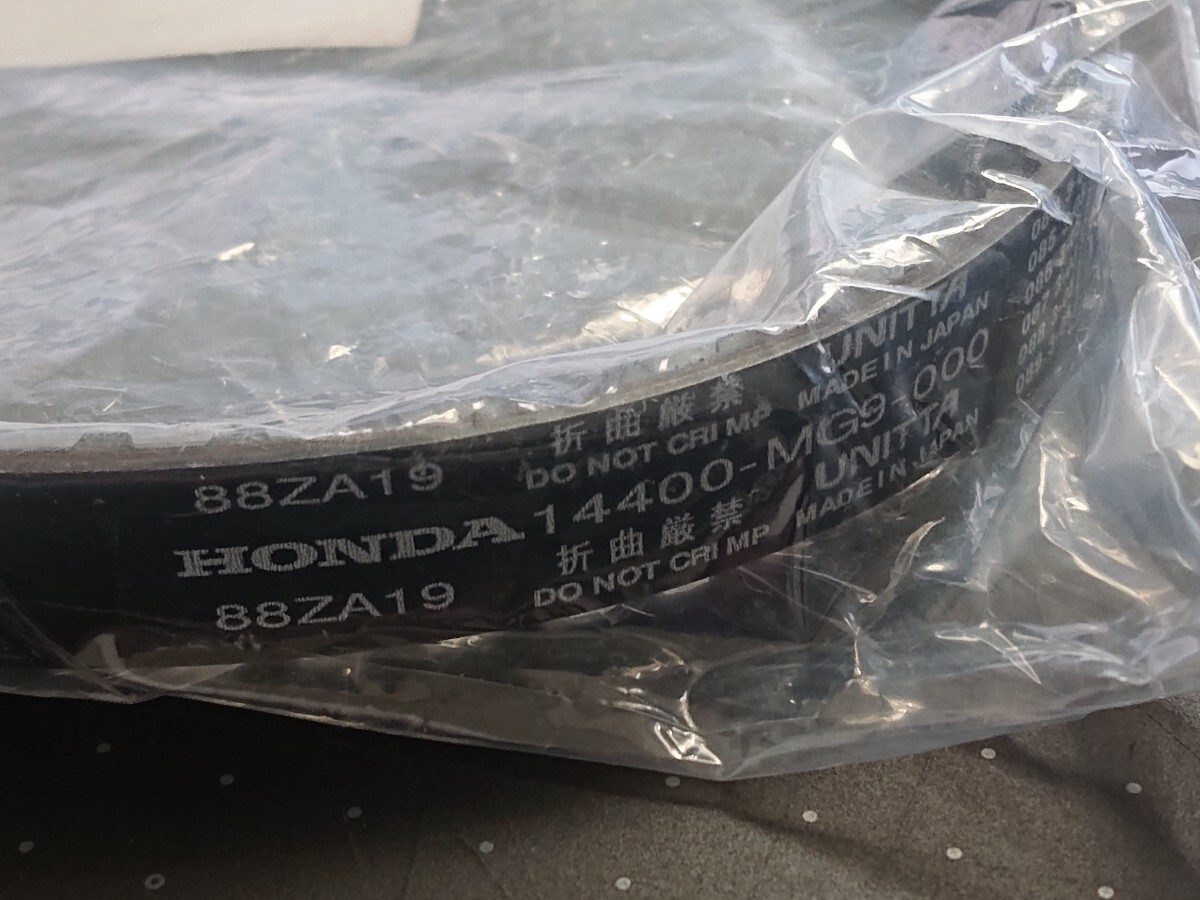 88ZA19 折曲厳禁 UNITTA
DO NOT CRIMP MADE IN JAPAN
HONDA 14400-MG9-000
88ZA19 折曲厳禁 UNITTA
DO NOT CRIMP MADE IN JAPAN